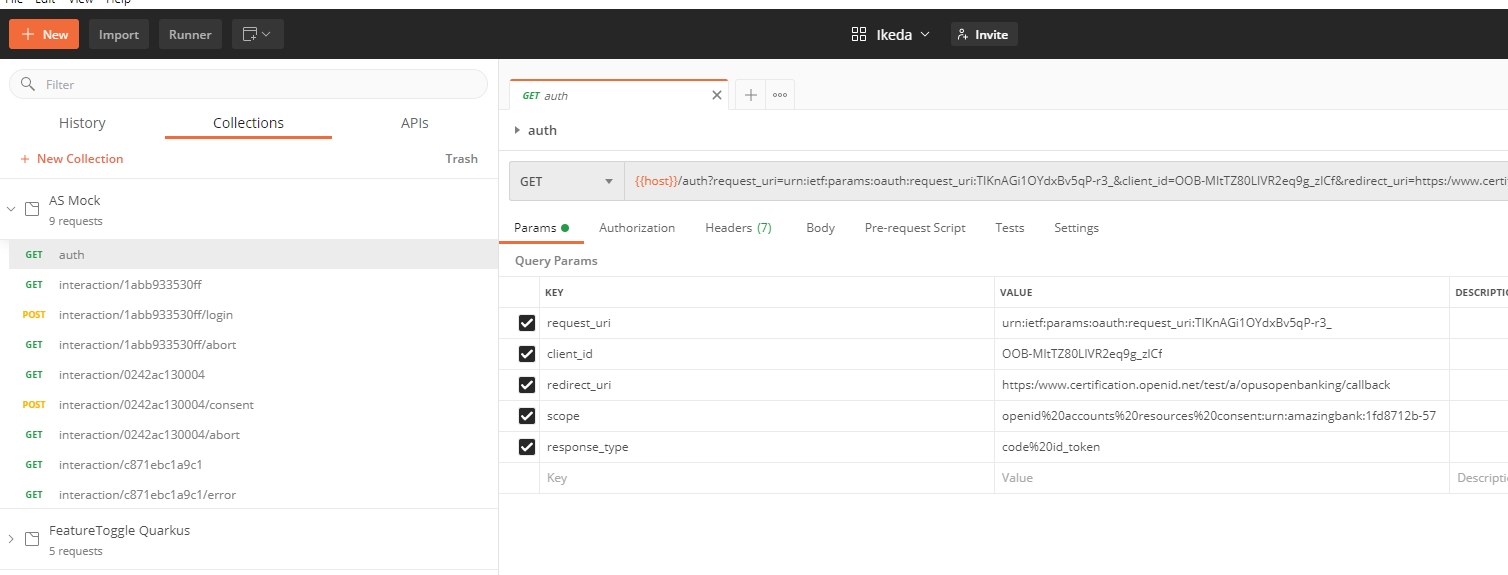 File Edit View Help
New Import Runner Ikeda Invite
Filter
History Collections APIs
+ New Collection Trash
AS Mock
9 requests
GET auth
GET interaction/1abb933530ff
POST interaction/1abb933530ff/login
GET interaction/1abb933530ff/abort
GET interaction/0242ac130004
POST interaction/0242ac130004/consent
GET interaction/0242ac130004/abort
GET interaction/c871ebc1a9c1
GET interaction/c871ebc1a9c1/error
FeatureToggle Quarkus
5 requests
GET auth
auth
GET {{host}}/auth?request_uri=urn:ietf:params:oauth:request_uri:TIKnAGi1OYdxBv5qP-r3_&client_id=OOB-MItTZ80LIVR2eq9g_zlCf&redirect_uri=https:/www.certif
Params Authorization Headers (7) Body Pre-request Script Tests Settings
Query Params
KEY VALUE DESCRIPTIO
request_uri urn:ietf:params:oauth:request_uri:TIKnAGi1OYdxBv5qP-r3_
client_id OOB-MItTZ80LIVR2eq9g_zlCf
redirect_uri https:/www.certification.openid.net/test/a/opusopenbanking/callback
scope openid%20accounts%20resources%20consent:urn:amazingbank:1fd8712b-57
response_type code%20id_token
Key Value Descripti